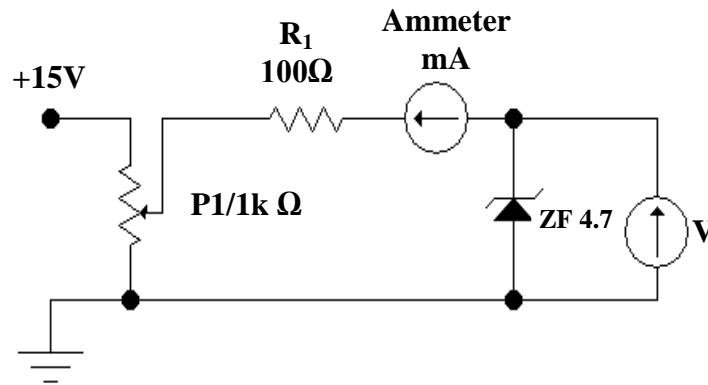 Ammeter
mA
R₁
100Ω
+15V
P1/1k Ω
ZF 4.7
V